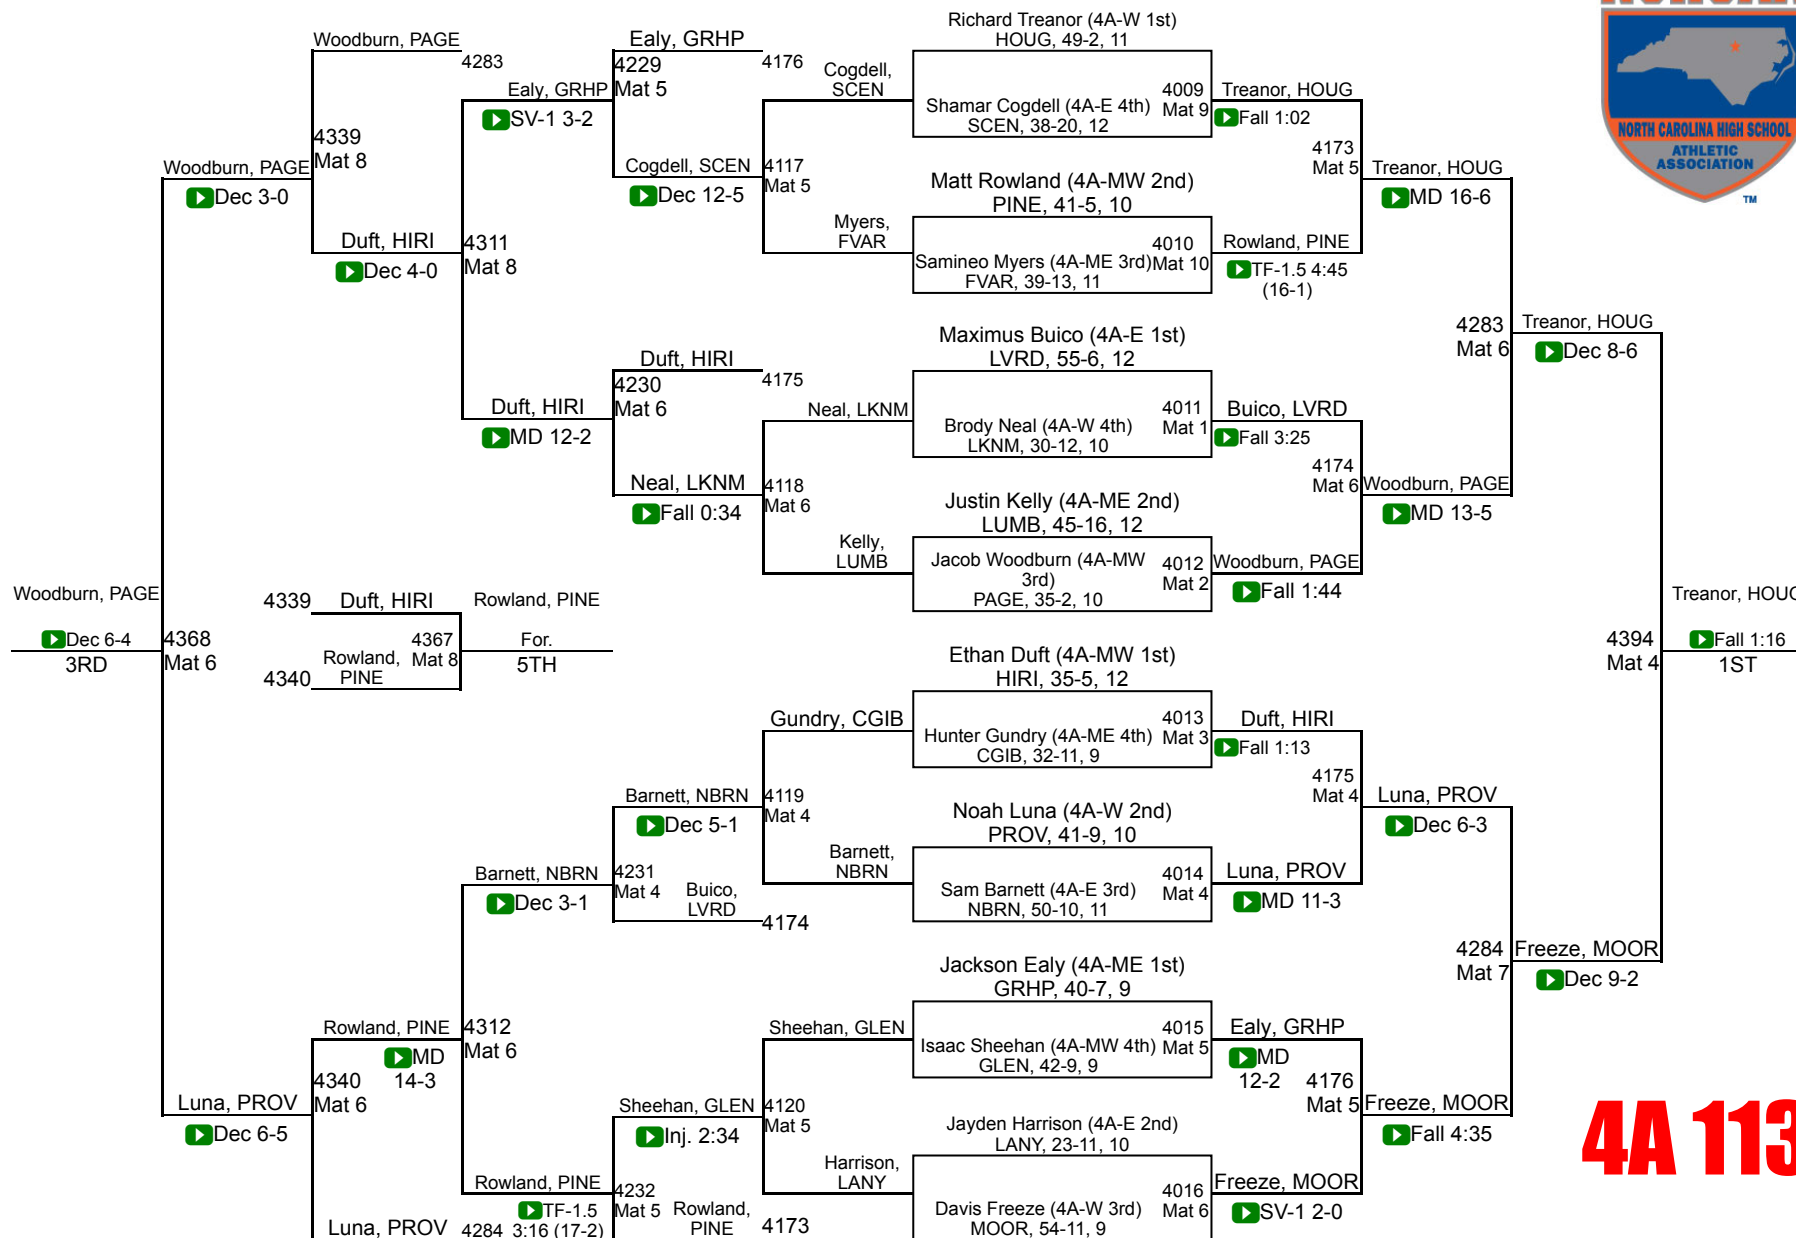 Woodburn, PAGE
4283
4339
Mat 8
Woodburn, PAGE
Dec 3-0
Duft, HIRI
Dec 4-0
Ealy, GRHP
SV-1 3-2
4311
Mat 8
Ealy, GRHP
4229
Mat 5
4176
Cogdell, SCEN
Dec 12-5
4117
Mat 5
Cogdell,
SCEN
Myers,
FVAR
Duft, HIRI
MD 12-2
Duft, HIRI
4230
Mat 6
4175
Neal, LKNM
Fall 0:34
4118
Mat 6
Neal, LKNM
Kelly,
LUMB
Woodburn, PAGE
Dec 6-4
3RD
4368
Mat 6
4339
Duft, HIRI
4340
Rowland,
PINE
4367
Mat 8
Rowland, PINE
For.
5TH
Luna, PROV
Dec 6-5
4340
Mat 6
Rowland, PINE
MD
14-3
4312
Mat 6
Luna, PROV
4284
Barnett, NBRN
Dec 3-1
Barnett, NBRN
Dec 5-1
4231
Mat 4
Buico,
LVRD
4174
4119
Mat 4
Gundry, CGIB
Barnett,
NBRN
Rowland, PINE
TF-1.5
3:16 (17-2)
4232
Mat 5
Sheehan, GLEN
Inj. 2:34
Rowland,
PINE
4173
4120
Mat 5
Sheehan, GLEN
Harrison,
LANY
Richard Treanor (4A-W 1st)
HOUG, 49-2, 11
Shamar Cogdell (4A-E 4th)
SCEN, 38-20, 12
4009
Mat 9
Treanor, HOUG
Fall 1:02
Matt Rowland (4A-MW 2nd)
PINE, 41-5, 10
Samineo Myers (4A-ME 3rd)
FVAR, 39-13, 11
4010
Mat 10
Rowland, PINE
TF-1.5 4:45
(16-1)
4173
Mat 5
Treanor, HOUG
MD 16-6
Maximus Buico (4A-E 1st)
LVRD, 55-6, 12
Brody Neal (4A-W 4th)
LKNM, 30-12, 10
4011
Mat 1
Buico, LVRD
Fall 3:25
Justin Kelly (4A-ME 2nd)
LUMB, 45-16, 12
Jacob Woodburn (4A-MW
3rd)
PAGE, 35-2, 10
4012
Mat 2
Woodburn, PAGE
Fall 1:44
4174
Mat 6
Woodburn, PAGE
MD 13-5
4283
Mat 6
Treanor, HOUG
Dec 8-6
Ethan Duft (4A-MW 1st)
HIRI, 35-5, 12
Hunter Gundry (4A-ME 4th)
CGIB, 32-11, 9
4013
Mat 3
Duft, HIRI
Fall 1:13
Noah Luna (4A-W 2nd)
PROV, 41-9, 10
Sam Barnett (4A-E 3rd)
NBRN, 50-10, 11
4014
Mat 4
Luna, PROV
MD 11-3
4175
Mat 4
Luna, PROV
Dec 6-3
Jackson Ealy (4A-ME 1st)
GRHP, 40-7, 9
Isaac Sheehan (4A-MW 4th)
GLEN, 42-9, 9
4015
Mat 5
Ealy, GRHP
MD
12-2
Jayden Harrison (4A-E 2nd)
LANY, 23-11, 10
Davis Freeze (4A-W 3rd)
MOOR, 54-11, 9
4016
Mat 6
Freeze, MOOR
SV-1 2-0
4176
Mat 5
Freeze, MOOR
Fall 4:35
4284
Mat 7
Freeze, MOOR
Dec 9-2
4394
Mat 4
Treanor, HOUG
Fall 1:16
1ST
NORTH CAROLINA HIGH SCHOOL
ATHLETIC
ASSOCIATION
TM
4A 113